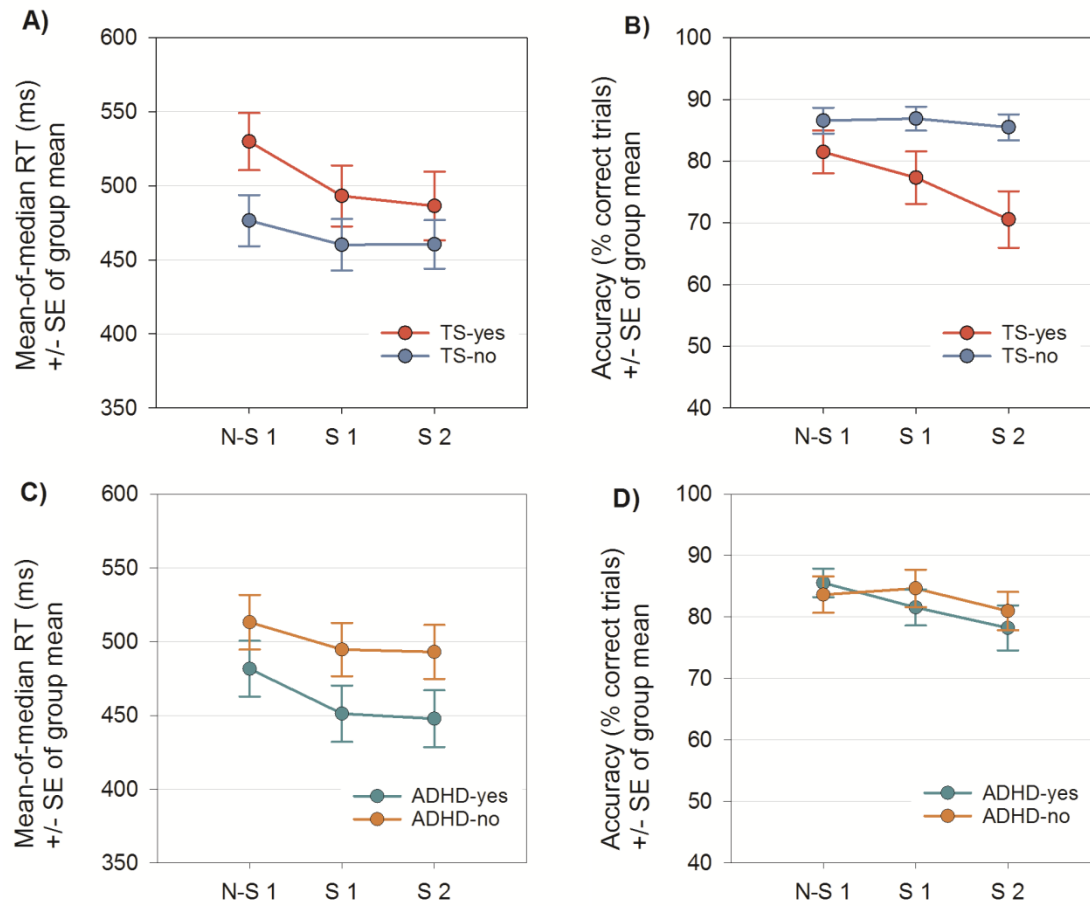 A)
Mean-of-median RT (ms)
+/- SE of group mean
600
550
500
450
400
350
TS-yes
TS-no
N-S 1 S 1 S 2
B)
Accuracy (% correct trials)
+/- SE of group mean
100
90
80
70
60
50
40
TS-yes
TS-no
N-S 1 S 1 S 2
C)
Mean-of-median RT (ms)
+/- SE of group mean
600
550
500
450
400
350
ADHD-yes
ADHD-no
N-S 1 S 1 S 2
D)
Accuracy (% correct trials)
+/- SE of group mean
100
90
80
70
60
50
40
ADHD-yes
ADHD-no
N-S 1 S 1 S 2